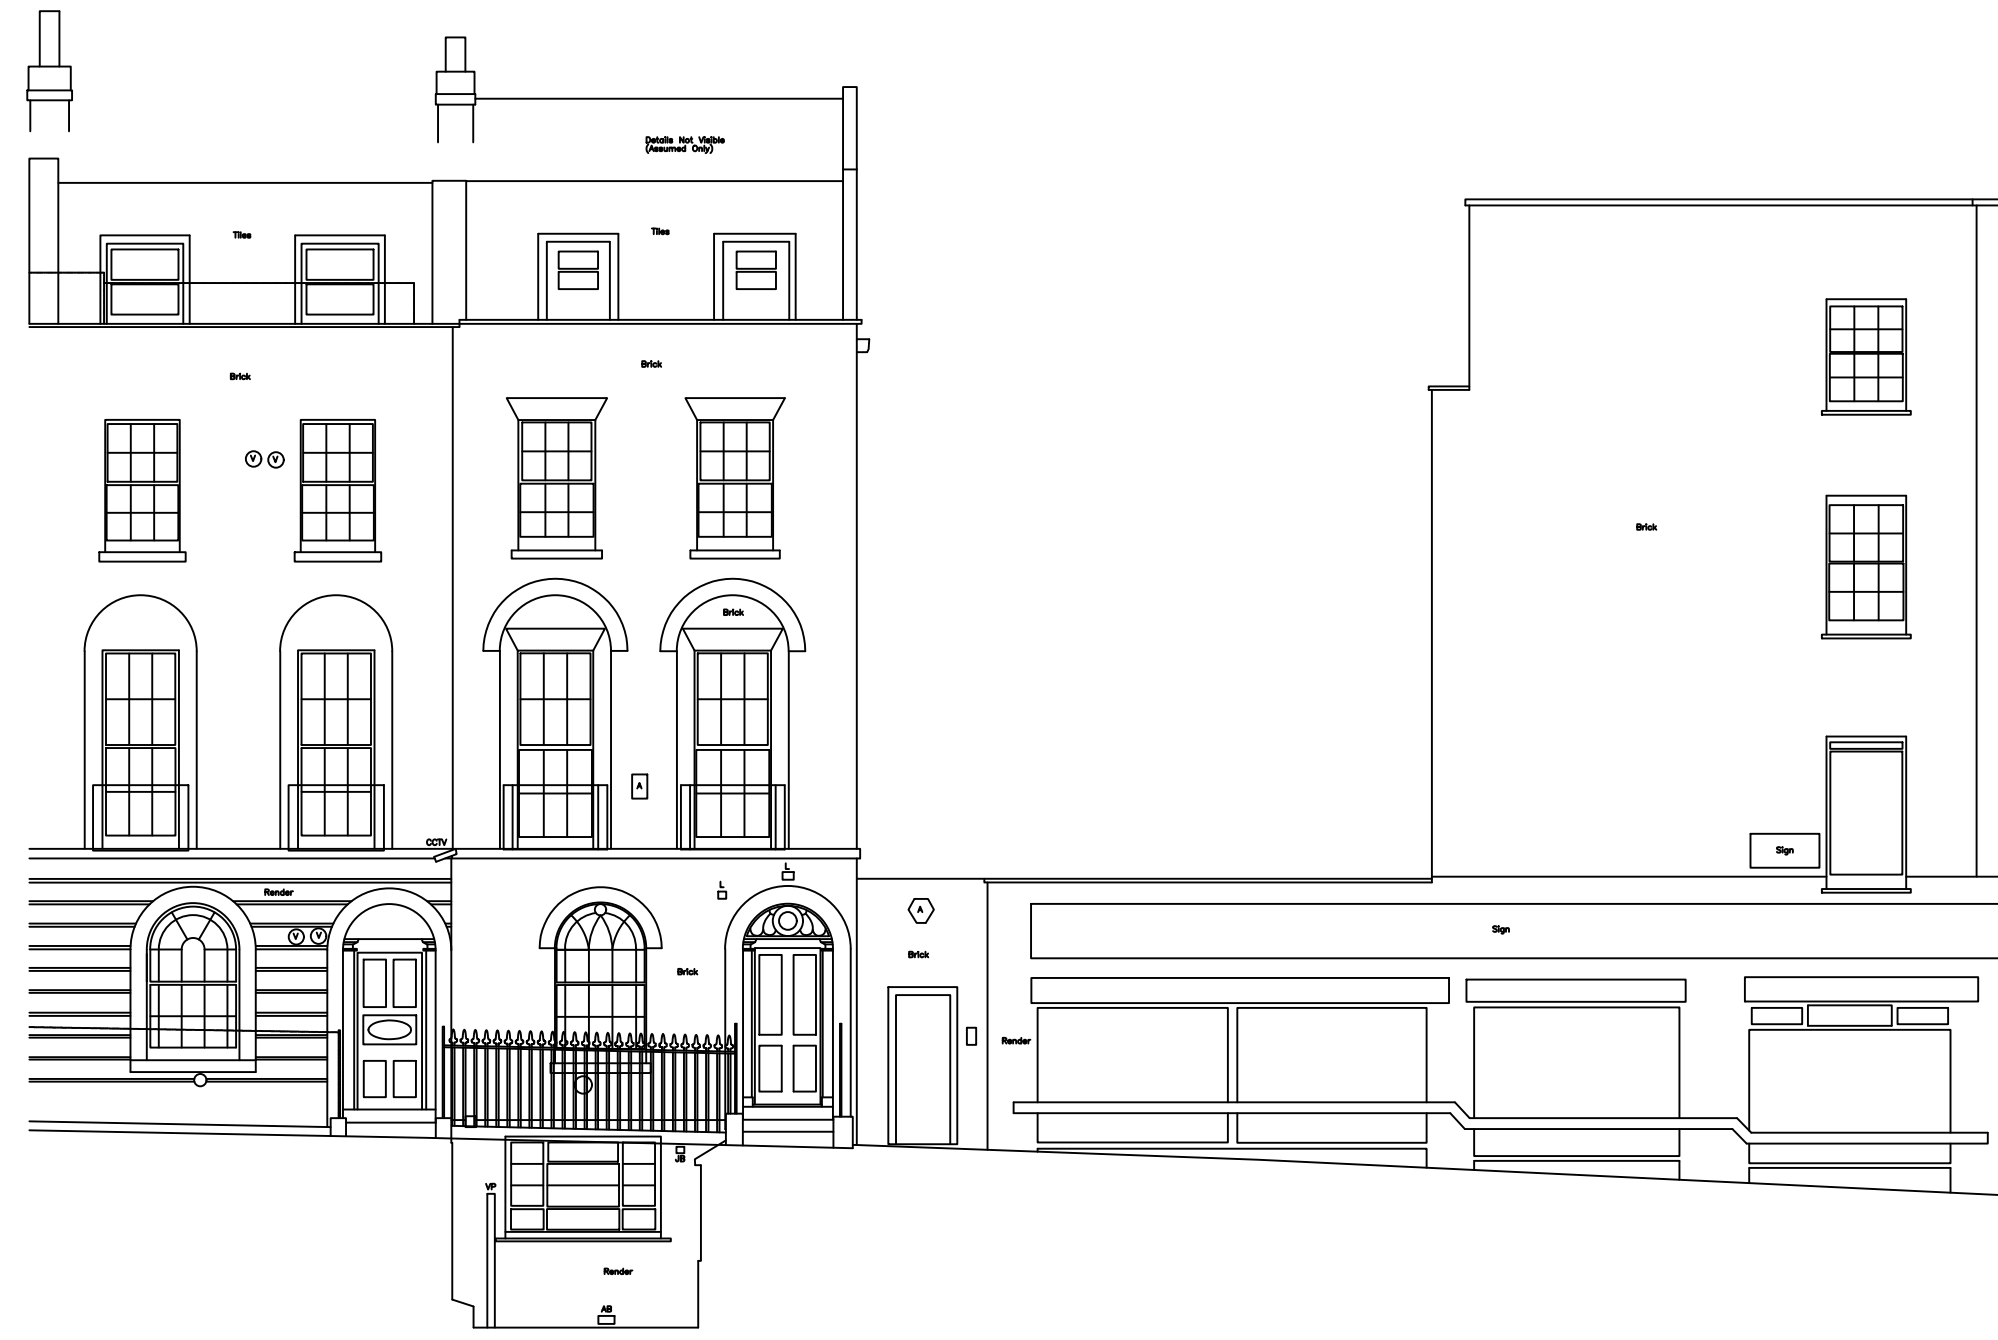 Details Not Visible
(Assumed Only)
Tiles
Tiles
Brick
Brick
V V
Brick
Brick
A
CCTV
Sign
L
L
Render
A
V V
Sign
Brick
Brick
Render
JB
VP
Render
AB